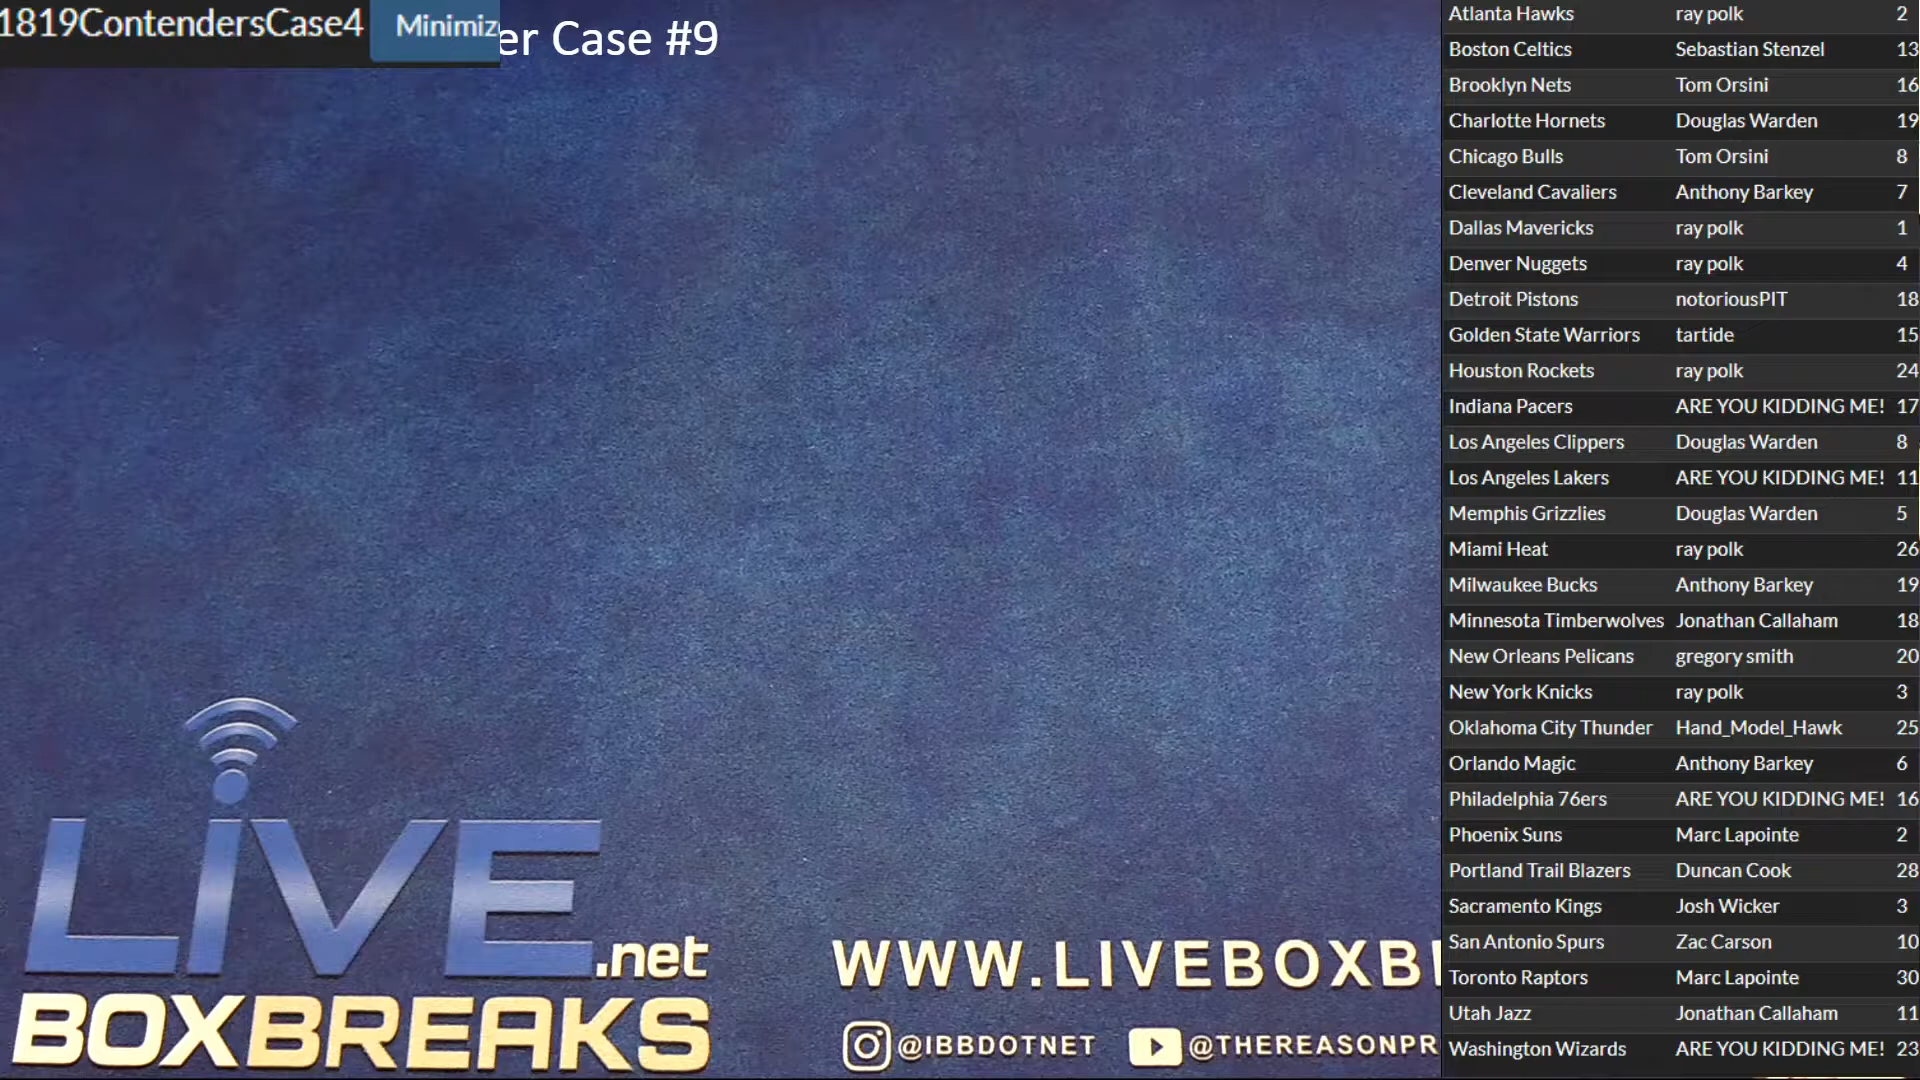 1819ContendersCase4 Minimiz
er Case #9
Atlanta Hawks ray polk 2
Boston Celtics Sebastian Stenzel 13
Brooklyn Nets Tom Orsini 16
Charlotte Hornets Douglas Warden 19
Chicago Bulls Tom Orsini 8
Cleveland Cavaliers Anthony Barkey 7
Dallas Mavericks ray polk 1
Denver Nuggets ray polk 4
Detroit Pistons notoriousPIT 18
Golden State Warriors tartide 15
Houston Rockets ray polk 24
Indiana Pacers ARE YOU KIDDING ME! 17
Los Angeles Clippers Douglas Warden 8
Los Angeles Lakers ARE YOU KIDDING ME! 11
Memphis Grizzlies Douglas Warden 5
Miami Heat ray polk 26
Milwaukee Bucks Anthony Barkey 19
Minnesota Timberwolves Jonathan Callaham 18
New Orleans Pelicans gregory smith 20
New York Knicks ray polk 3
Oklahoma City Thunder Hand_Model_Hawk 25
Orlando Magic Anthony Barkey 6
Philadelphia 76ers ARE YOU KIDDING ME! 16
Phoenix Suns Marc Lapointe 2
Portland Trail Blazers Duncan Cook 28
Sacramento Kings Josh Wicker 3
San Antonio Spurs Zac Carson 10
Toronto Raptors Marc Lapointe 30
Utah Jazz Jonathan Callaham 11
Washington Wizards ARE YOU KIDDING ME! 23
LIVE.net
BOXBREAKS
WWW.LIVEBOXB
@IBBDOTNET @THEREASONPR